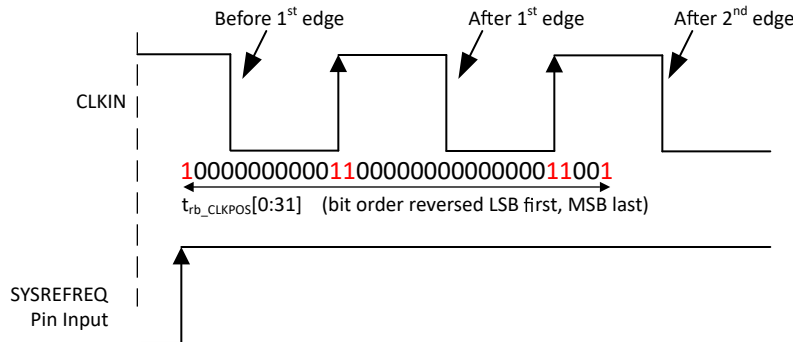 Before 1st edge After 1st edge After 2nd edge
CLKIN
10000000000110000000000000011001
trb_CLKPOS[0:31] (bit order reversed LSB first, MSB last)
SYSREFREQ
Pin Input